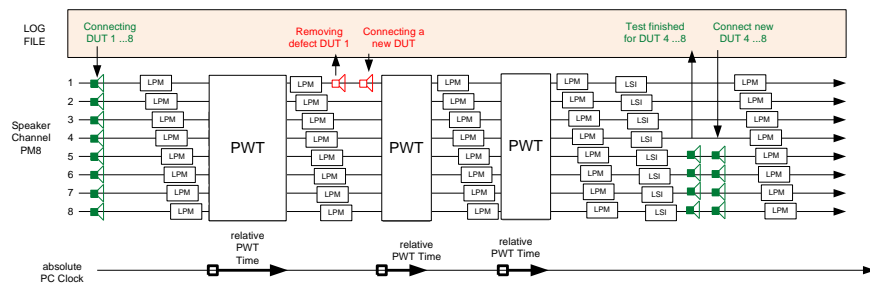 LOG
FILE
Connecting
DUT 1 ...8
Removing
defect DUT 1
Connecting a
new DUT
Test finished
for DUT 4 ...8
Connect new
DUT 4 ...8
Speaker
Channel
PM8
1 LPM LPM LPM LPM LSI LPM
2 LPM LPM LPM LPM LSI LPM
3 LPM LPM LPM LPM LSI LPM
4 LPM LPM LPM LPM LSI LPM
PWT PWT PWT
5 LPM LPM LPM LPM LSI LPM
6 LPM LPM LPM LPM LSI LPM
7 LPM LPM LPM LPM LSI LPM
8 LPM LPM LPM LPM LSI LPM
relative
PWT
Time
relative
PWT Time
relative
PWT Time
absolute
PC Clock